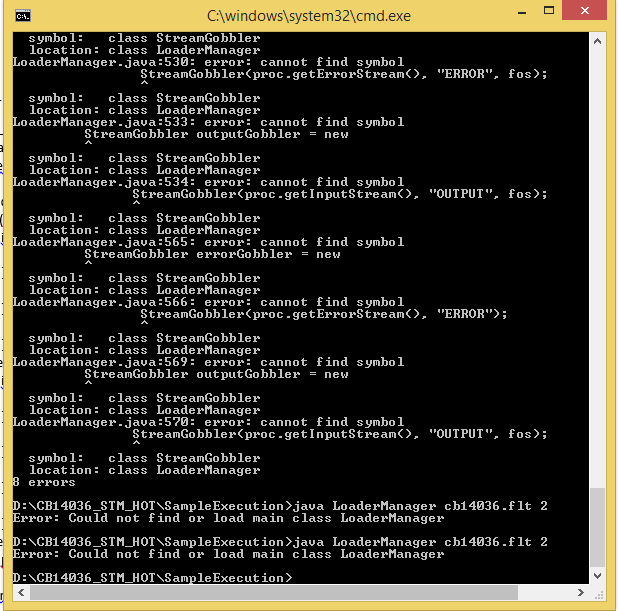 C:\windows\system32\cmd.exe
symbol:   class StreamGobbler
location: class LoaderManager
LoaderManager.java:530: error: cannot find symbol
StreamGobbler(proc.getErrorStream(), "ERROR", fos);
^
symbol:   class StreamGobbler
location: class LoaderManager
LoaderManager.java:533: error: cannot find symbol
StreamGobbler outputGobbler = new
^
symbol:   class StreamGobbler
location: class LoaderManager
LoaderManager.java:534: error: cannot find symbol
StreamGobbler(proc.getInputStream(), "OUTPUT", fos);
^
symbol:   class StreamGobbler
location: class LoaderManager
LoaderManager.java:565: error: cannot find symbol
StreamGobbler errorGobbler = new
^
symbol:   class StreamGobbler
location: class LoaderManager
LoaderManager.java:566: error: cannot find symbol
StreamGobbler(proc.getErrorStream(), "ERROR");
^
symbol:   class StreamGobbler
location: class LoaderManager
LoaderManager.java:569: error: cannot find symbol
StreamGobbler outputGobbler = new
^
symbol:   class StreamGobbler
location: class LoaderManager
LoaderManager.java:570: error: cannot find symbol
StreamGobbler(proc.getInputStream(), "OUTPUT", fos);
^
symbol:   class StreamGobbler
location: class LoaderManager
8 errors
D:\CB14036_STM_HOT\SampleExecution>java LoaderManager cb14036.flt 2
Error: Could not find or load main class LoaderManager
D:\CB14036_STM_HOT\SampleExecution>java LoaderManager cb14036.flt 2
Error: Could not find or load main class LoaderManager
D:\CB14036_STM_HOT\SampleExecution>